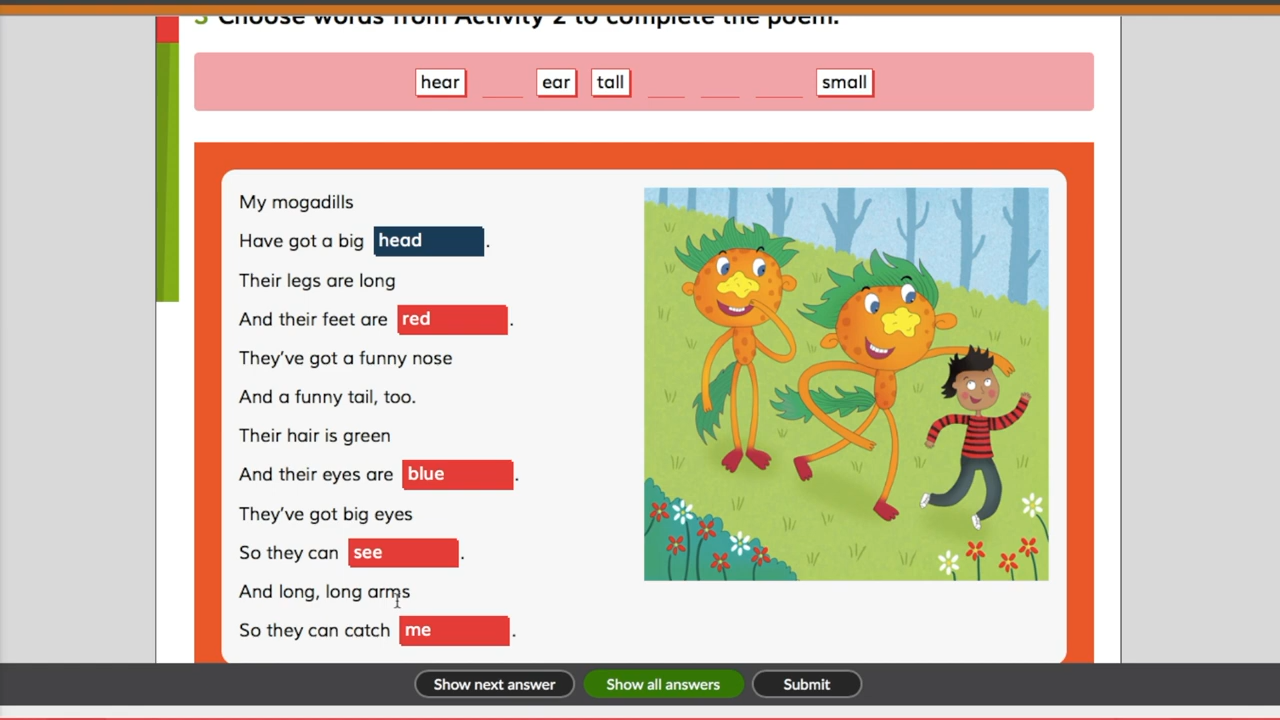 3 Choose words from Activity 2 to complete the poem.
hear ear tall small
My mogadills
Have got a big head.
Their legs are long
And their feet are red.
They've got a funny nose
And a funny tail, too.
Their hair is green
And their eyes are blue.
They've got big eyes
So they can see.
And long, long arms
So they can catch me.
Show next answer Show all answers Submit